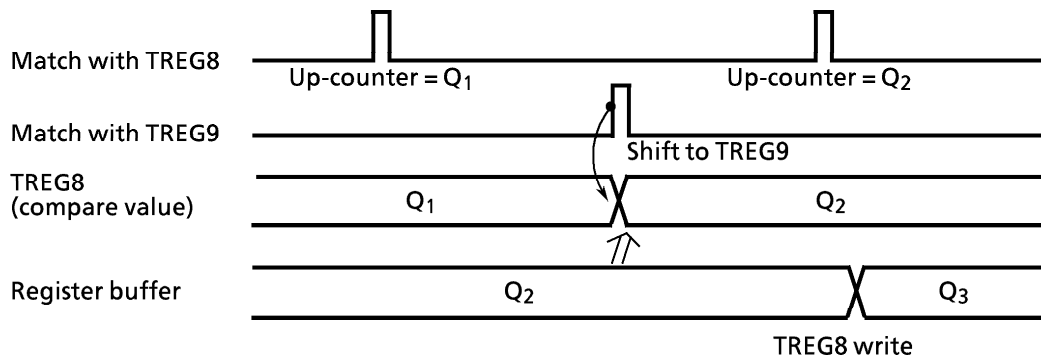 Match with TREG8
Up-counter = Q1
Up-counter = Q2
Match with TREG9
Shift to TREG9
TREG8
(compare value)
Q1
Q2
Register buffer
Q2
Q3
TREG8 write